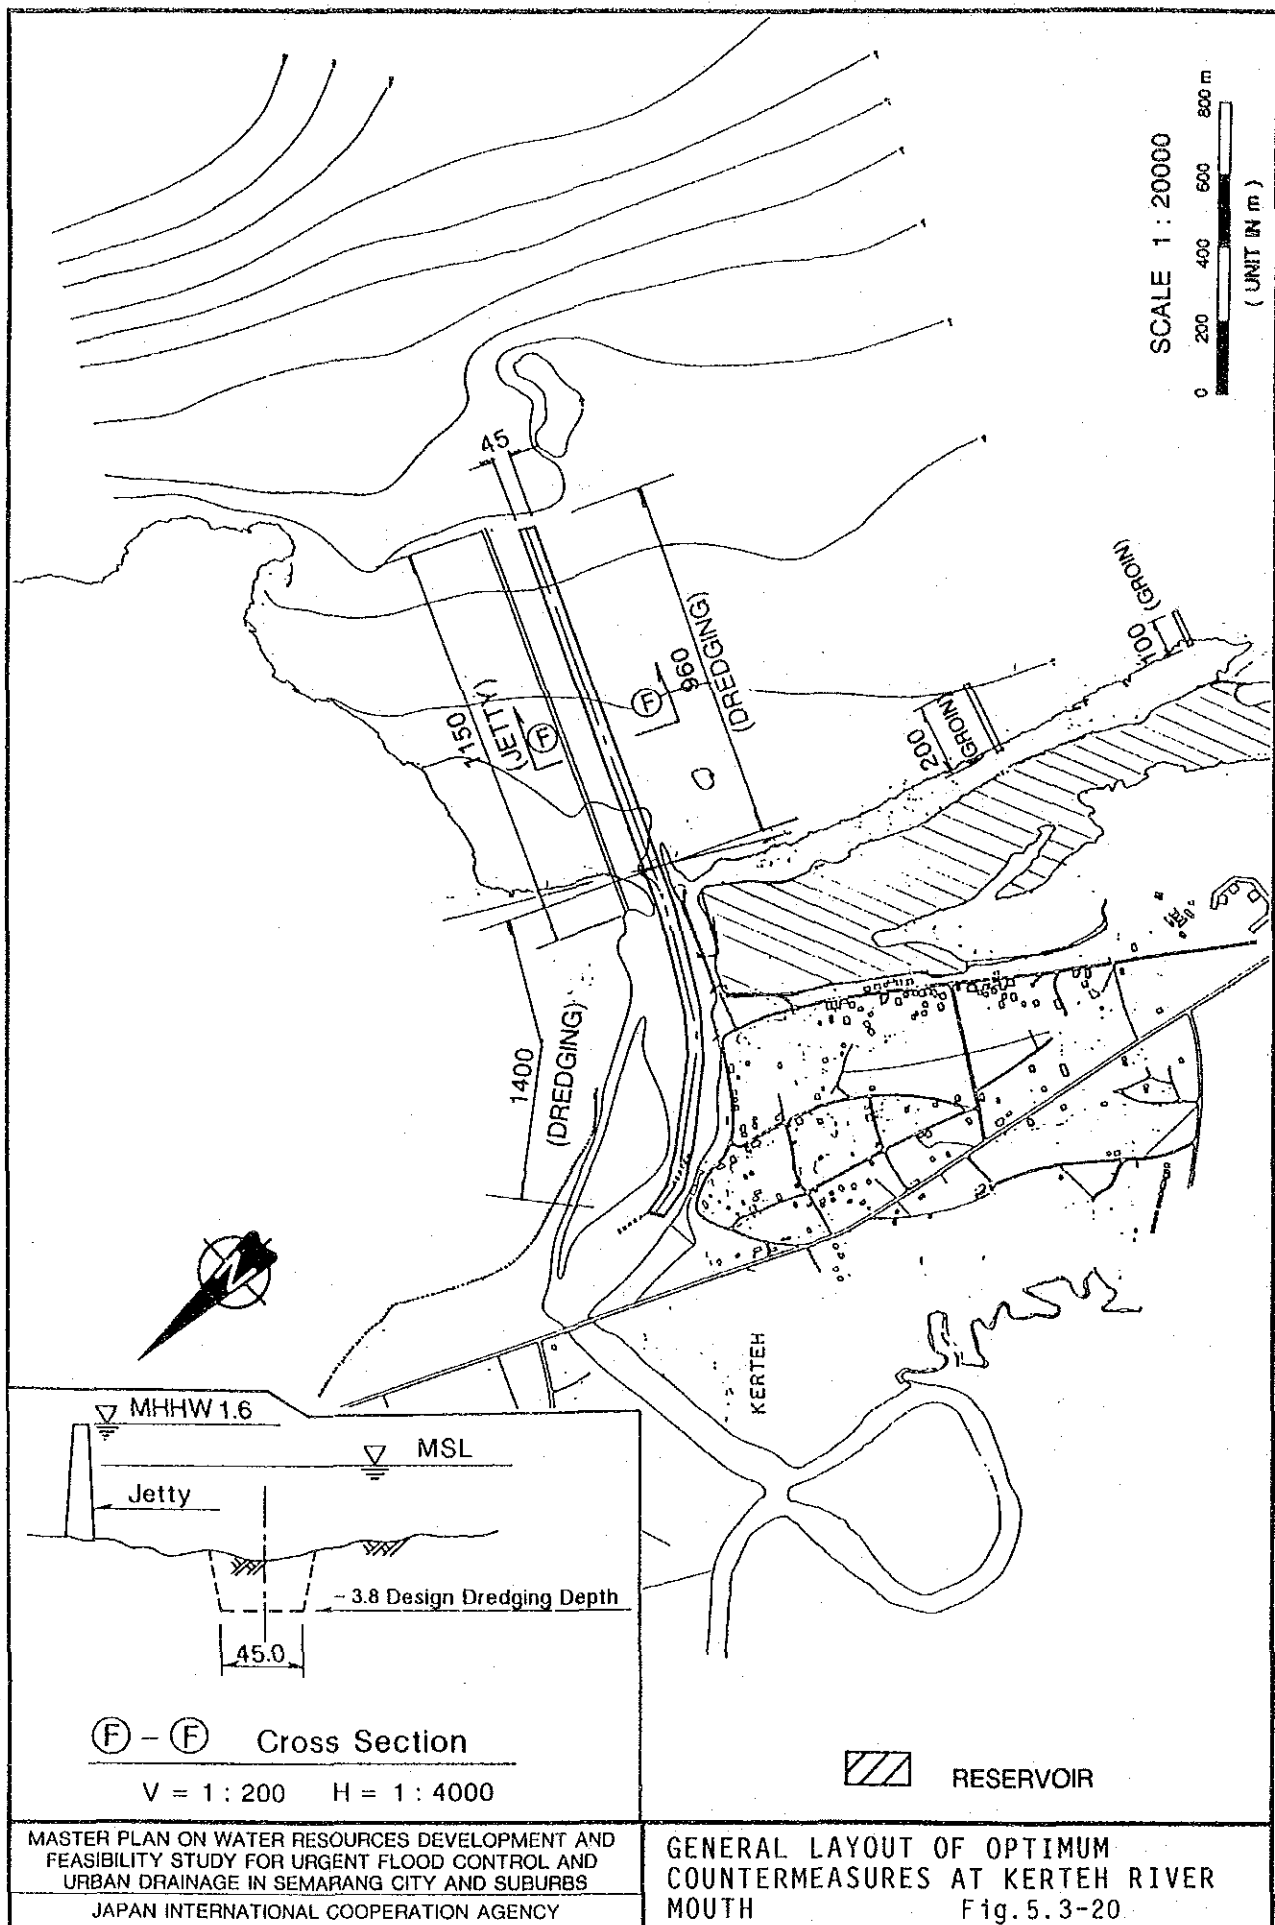 800 m
600
400
200
0
SCALE 1 : 20000
( UNIT IN m )
45
1150
(JETTY)
F
F
960
(DREDGING)
200
(GROIN)
100
(GROIN)
1400
(DREDGING)
KERTEH
MHHW 1.6
MSL
Jetty
- 3.8 Design Dredging Depth
45.0
F - F Cross Section
V = 1 : 200 H = 1 : 4000
RESERVOIR
MASTER PLAN ON WATER RESOURCES DEVELOPMENT AND
FEASIBILITY STUDY FOR URGENT FLOOD CONTROL AND
URBAN DRAINAGE IN SEMARANG CITY AND SUBURBS
JAPAN INTERNATIONAL COOPERATION AGENCY
GENERAL LAYOUT OF OPTIMUM
COUNTERMEASURES AT KERTEH RIVER
MOUTH Fig.5.3-20